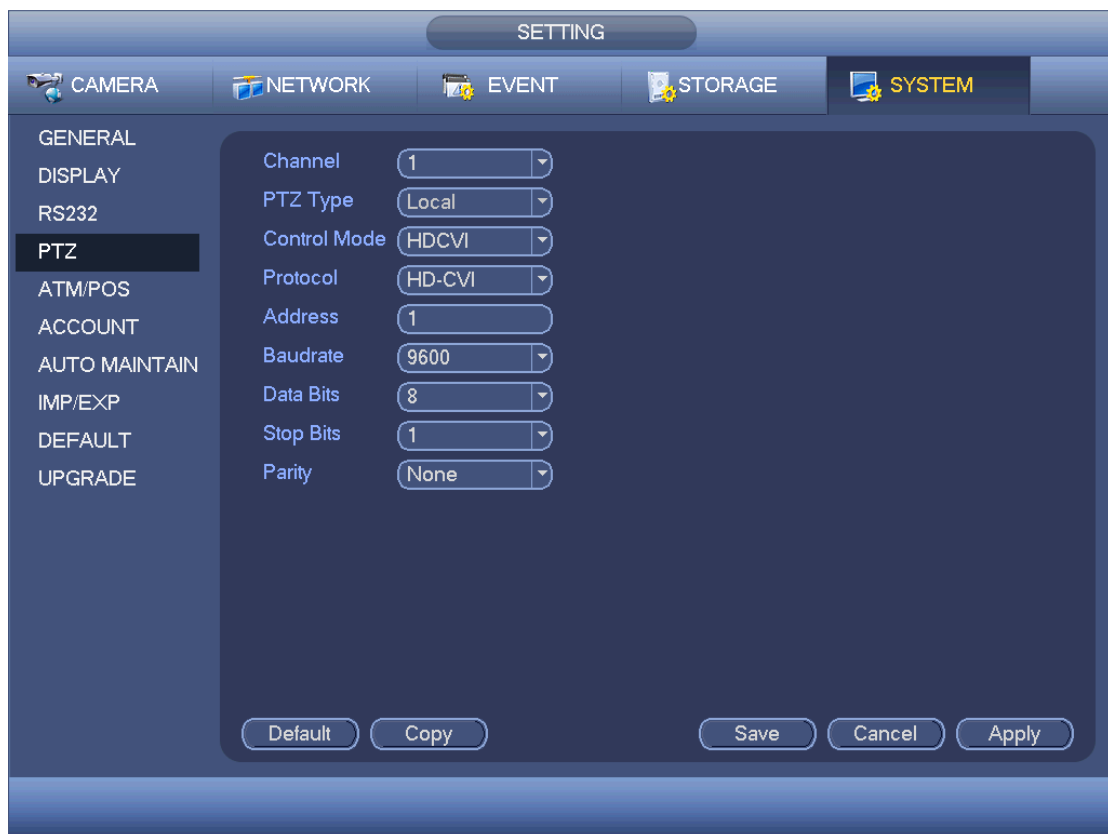 SETTING
CAMERA NETWORK EVENT STORAGE SYSTEM
GENERAL
DISPLAY
RS232
PTZ
ATM/POS
ACCOUNT
AUTO MAINTAIN
IMP/EXP
DEFAULT
UPGRADE
Channel 1
PTZ Type Local
Control Mode HDCVI
Protocol HD-CVI
Address 1
Baudrate 9600
Data Bits 8
Stop Bits 1
Parity None
Default Copy Save Cancel Apply